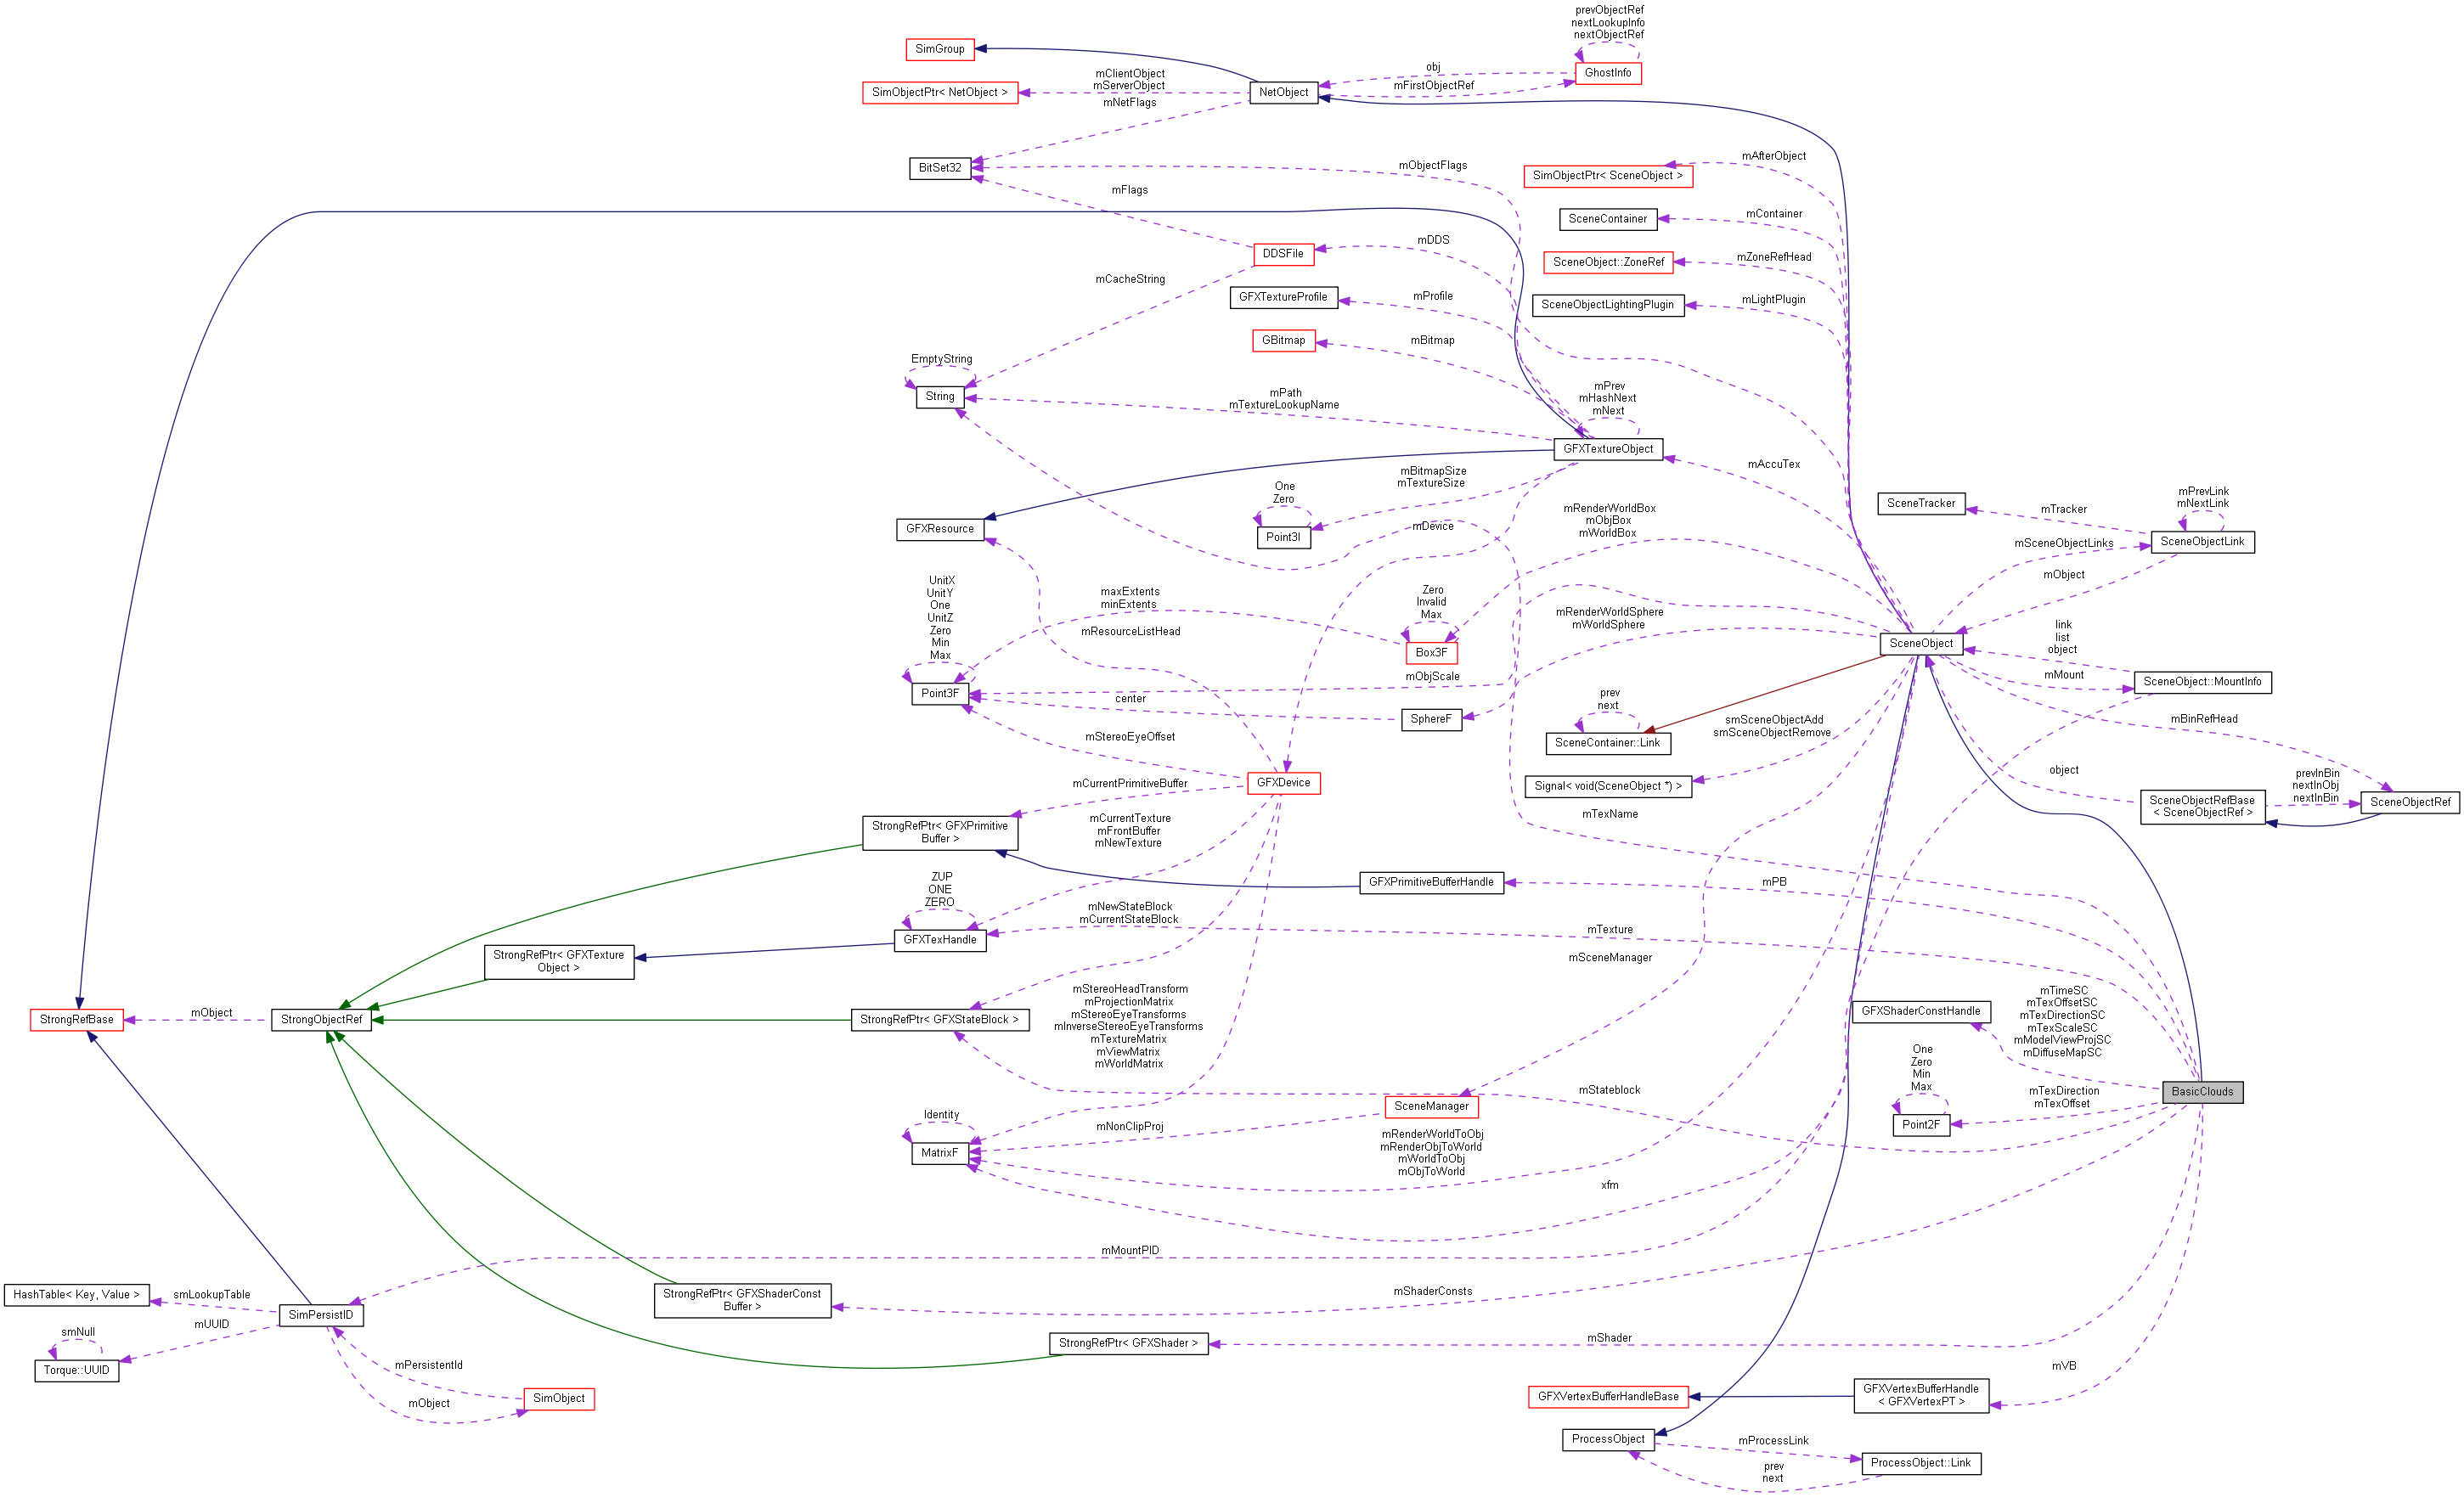 prevObjectRef
nextLookupInfo
nextObjectRef
SimGroup
obj
GhostInfo
mClientObject
mServerObject
SimObjectPtr< NetObject >
NetObject
mFirstObjectRef
mNetFlags
BitSet32
mObjectFlags
mAfterObject
SimObjectPtr< SceneObject >
mFlags
SceneContainer
mContainer
mDDS
DDSFile
SceneObject::ZoneRef
mZoneRefHead
mCacheString
GFXTextureProfile
mProfile
SceneObjectLightingPlugin
mLightPlugin
GBitmap
mBitmap
EmptyString
String
mPath
mTextureLookupName
mPrev
mHashNext
mNext
GFXTextureObject
mAccuTex
mBitmapSize
mTextureSize
One
Zero
Point3I
GFXResource
mDevice
mRenderWorldBox
mObjBox
mWorldBox
SceneTracker
mTracker
mPrevLink
mNextLink
SceneObjectLink
mSceneObjectLinks
mObject
UnitX
UnitY
One
UnitZ
Zero
Min
Max
Point3F
maxExtents
minExtents
mResourceListHead
Zero
Invalid
Max
Box3F
mRenderWorldSphere
mWorldSphere
SceneObject
link
list
object
mObjScale
mMount
SceneObject::MountInfo
center
SphereF
prev
next
SceneContainer::Link
smSceneObjectAdd
smSceneObjectRemove
mBinRefHead
mStereoEyeOffset
GFXDevice
Signal< void(SceneObject *) >
object
SceneObjectRefBase
< SceneObjectRef >
prevInBin
nextInObj
nextInBin
SceneObjectRef
mCurrentPrimitiveBuffer
StrongRefPtr< GFXPrimitive
Buffer >
mCurrentTexture
mFrontBuffer
mNewTexture
mTexName
GFXPrimitiveBufferHandle
mPB
ZUP
ONE
ZERO
GFXTexHandle
mNewStateBlock
mCurrentStateBlock
mTexture
StrongRefPtr< GFXTexture
Object >
mSceneManager
StrongRefBase
mObject
StrongObjectRef
StrongRefPtr< GFXStateBlock >
mStereoHeadTransform
mProjectionMatrix
mStereoEyeTransforms
mInverseStereoEyeTransforms
mTextureMatrix
mViewMatrix
mWorldMatrix
GFXShaderConstHandle
mTimeSC
mTexOffsetSC
mTexDirectionSC
mTexScaleSC
mModelViewProjSC
mDiffuseMapSC
BasicClouds
mStateblock
SceneManager
One
Zero
Min
Max
Point2F
mTexDirection
mTexOffset
Identity
MatrixF
mNonClipProj
mRenderWorldToObj
mRenderObjToWorld
mWorldToObj
mObjToWorld
xfm
mMountPID
HashTable< Key, Value >
smLookupTable
SimPersistID
StrongRefPtr< GFXShaderConst
Buffer >
mShaderConsts
mUUID
smNull
Torque::UUID
StrongRefPtr< GFXShader >
mShader
mPersistentId
mObject
SimObject
mVB
GFXVertexBufferHandleBase
GFXVertexBufferHandle
< GFXVertexPT >
ProcessObject
mProcessLink
ProcessObject::Link
prev
next